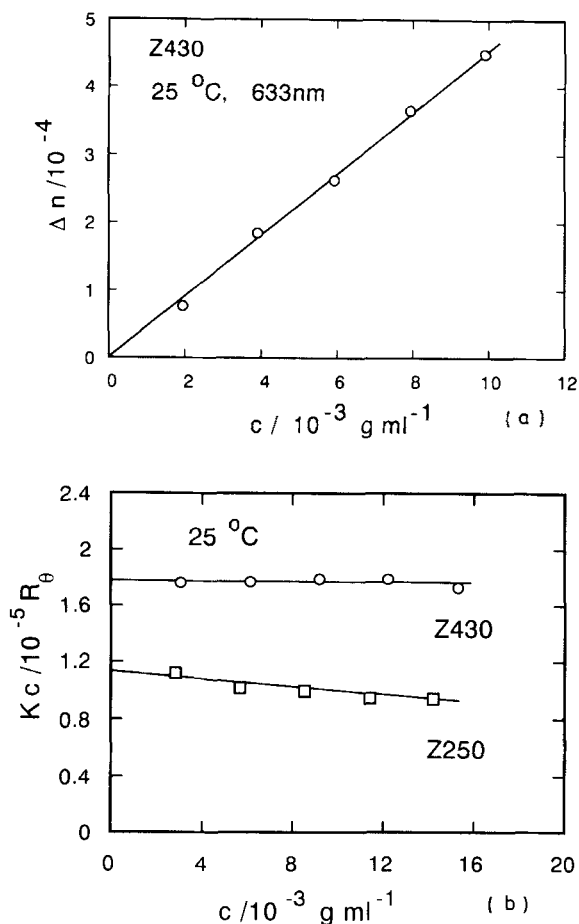 5
Z430
25 °C, 633nm
4
3
2
1
0
Δ n /10⁻⁴
0 2 4 6 8 10 12
c / 10⁻³ g ml⁻¹
(a)
2.4
25 °C
2
1.6
Z430
1.2
0.8
Z250
0.4
0
Kc /10⁻⁵ R_θ
0 4 8 12 16 20
c /10⁻³ g ml⁻¹
(b)